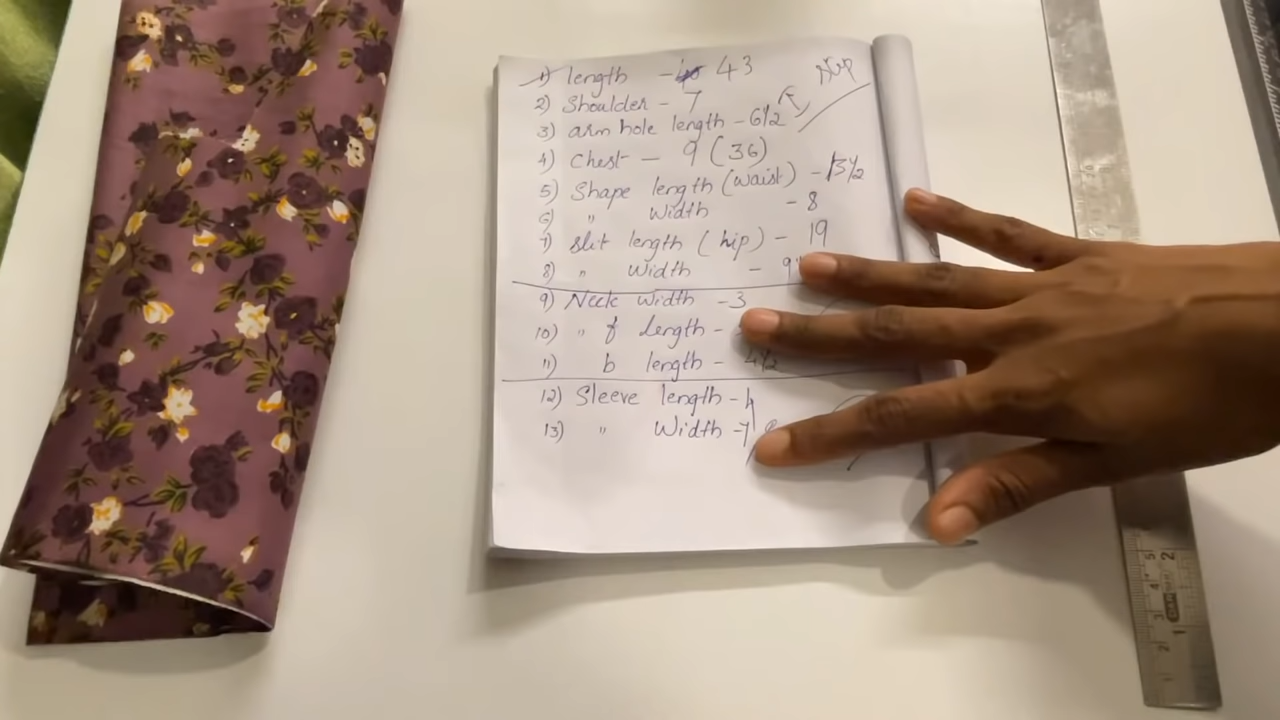 1) length - 43
2) Shoulder - 7
3) arm hole length - 6½
4) Chest - 9 (36)
5) Shape length (waist) - 13½
6) " Width - 8
7) Slit length (hip) - 19
8) " Width - 9
9) Neck width - 3
10) " f length -
11) b length - 4½
12) Sleeve length - 4
13) " Width - 7